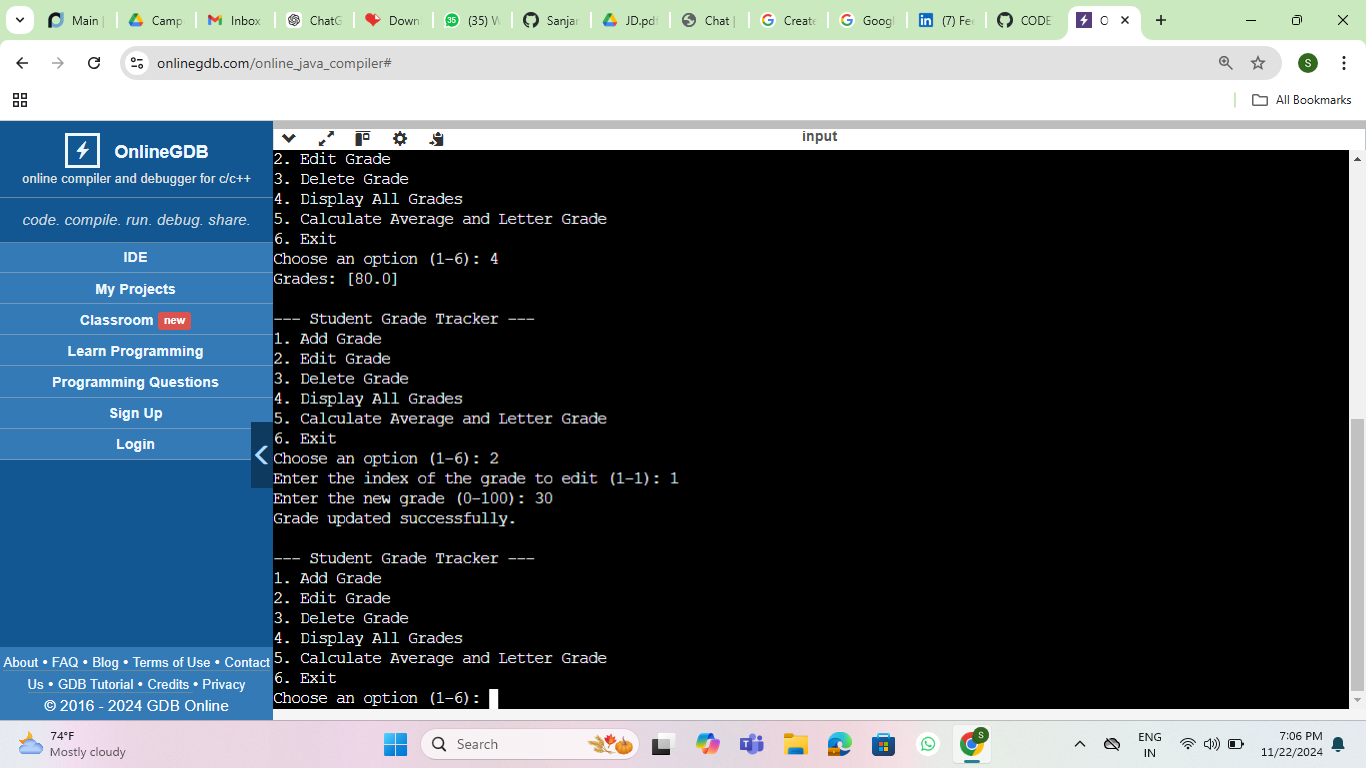 Main |
Camp
Inbox
ChatG
Down
(35) W
Sanjar
JD.pdf
Chat |
Create
Goog
(7) Fee
CODE
O
onlinegdb.com/online_java_compiler#
S
All Bookmarks
OnlineGDB
online compiler and debugger for c/c++
code. compile. run. debug. share.
IDE
My Projects
Classroom new
Learn Programming
Programming Questions
Sign Up
Login
About • FAQ • Blog • Terms of Use • Contact
Us • GDB Tutorial • Credits • Privacy
© 2016 - 2024 GDB Online
input
2. Edit Grade
3. Delete Grade
4. Display All Grades
5. Calculate Average and Letter Grade
6. Exit
Choose an option (1-6): 4
Grades: [80.0]
--- Student Grade Tracker ---
1. Add Grade
2. Edit Grade
3. Delete Grade
4. Display All Grades
5. Calculate Average and Letter Grade
6. Exit
Choose an option (1-6): 2
Enter the index of the grade to edit (1-1): 1
Enter the new grade (0-100): 30
Grade updated successfully.
--- Student Grade Tracker ---
1. Add Grade
2. Edit Grade
3. Delete Grade
4. Display All Grades
5. Calculate Average and Letter Grade
6. Exit
Choose an option (1-6):
74°F
Mostly cloudy
Search
S
ENG
IN
7:06 PM
11/22/2024